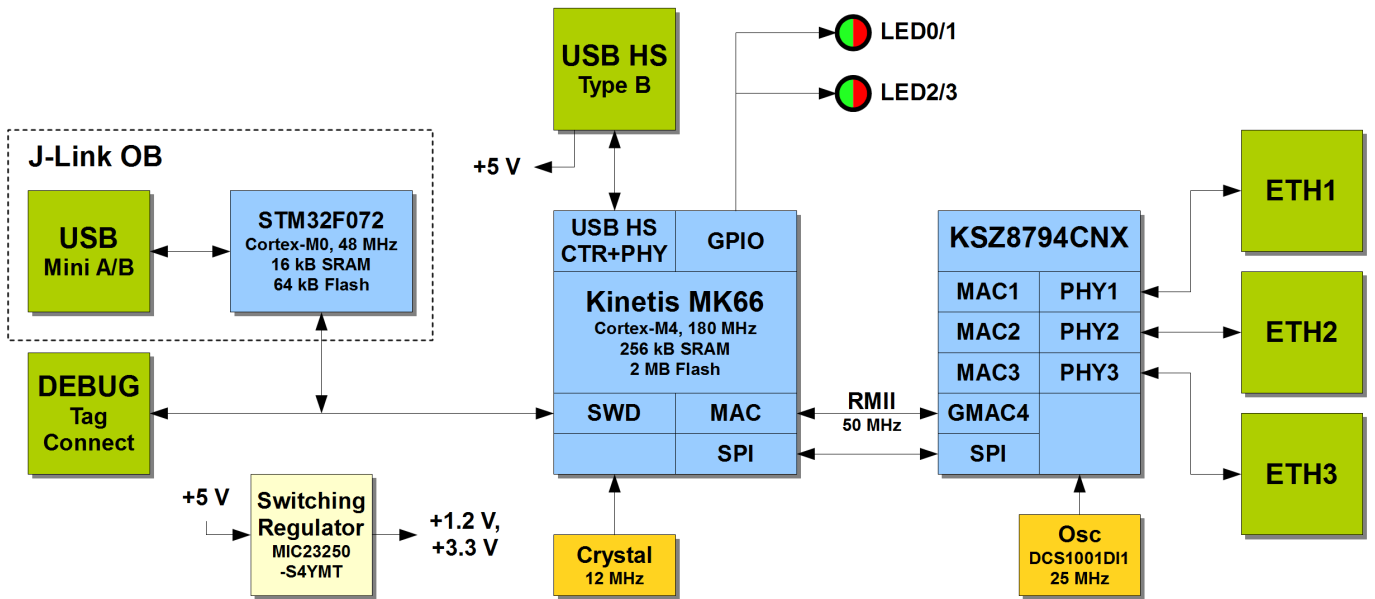 USB HS
Type B
LED0/1
LED2/3
+5 V
J-Link OB
USB
Mini A/B
STM32F072
Cortex-M0, 48 MHz
16 kB SRAM
64 kB Flash
DEBUG
Tag
Connect
USB HS
CTR+PHY
GPIO
Kinetis MK66
Cortex-M4, 180 MHz
256 kB SRAM
2 MB Flash
SWD
MAC
SPI
RMII
50 MHz
KSZ8794CNX
MAC1
PHY1
MAC2
PHY2
MAC3
PHY3
GMAC4
SPI
ETH1
ETH2
ETH3
+5 V
Switching
Regulator
MIC23250
-S4YMT
+1.2 V,
+3.3 V
Crystal
12 MHz
Osc
DCS1001DI1
25 MHz